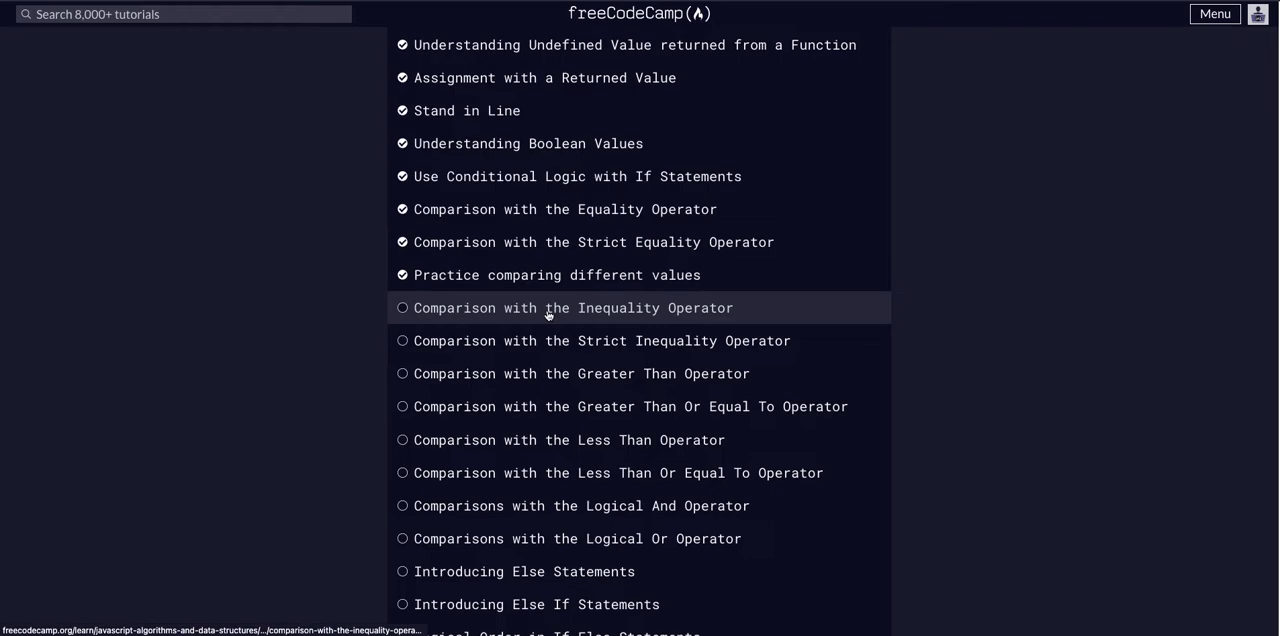 Search 8,000+ tutorials
freeCodeCamp
Menu
Understanding Undefined Value returned from a Function
Assignment with a Returned Value
Stand in Line
Understanding Boolean Values
Use Conditional Logic with If Statements
Comparison with the Equality Operator
Comparison with the Strict Equality Operator
Practice comparing different values
Comparison with the Inequality Operator
Comparison with the Strict Inequality Operator
Comparison with the Greater Than Operator
Comparison with the Greater Than Or Equal To Operator
Comparison with the Less Than Operator
Comparison with the Less Than Or Equal To Operator
Comparisons with the Logical And Operator
Comparisons with the Logical Or Operator
Introducing Else Statements
Introducing Else If Statements
Logical Order in If Else Statements
freecodecamp.org/learn/javascript-algorithms-and-data-structures/.../comparison-with-the-inequality-opera...